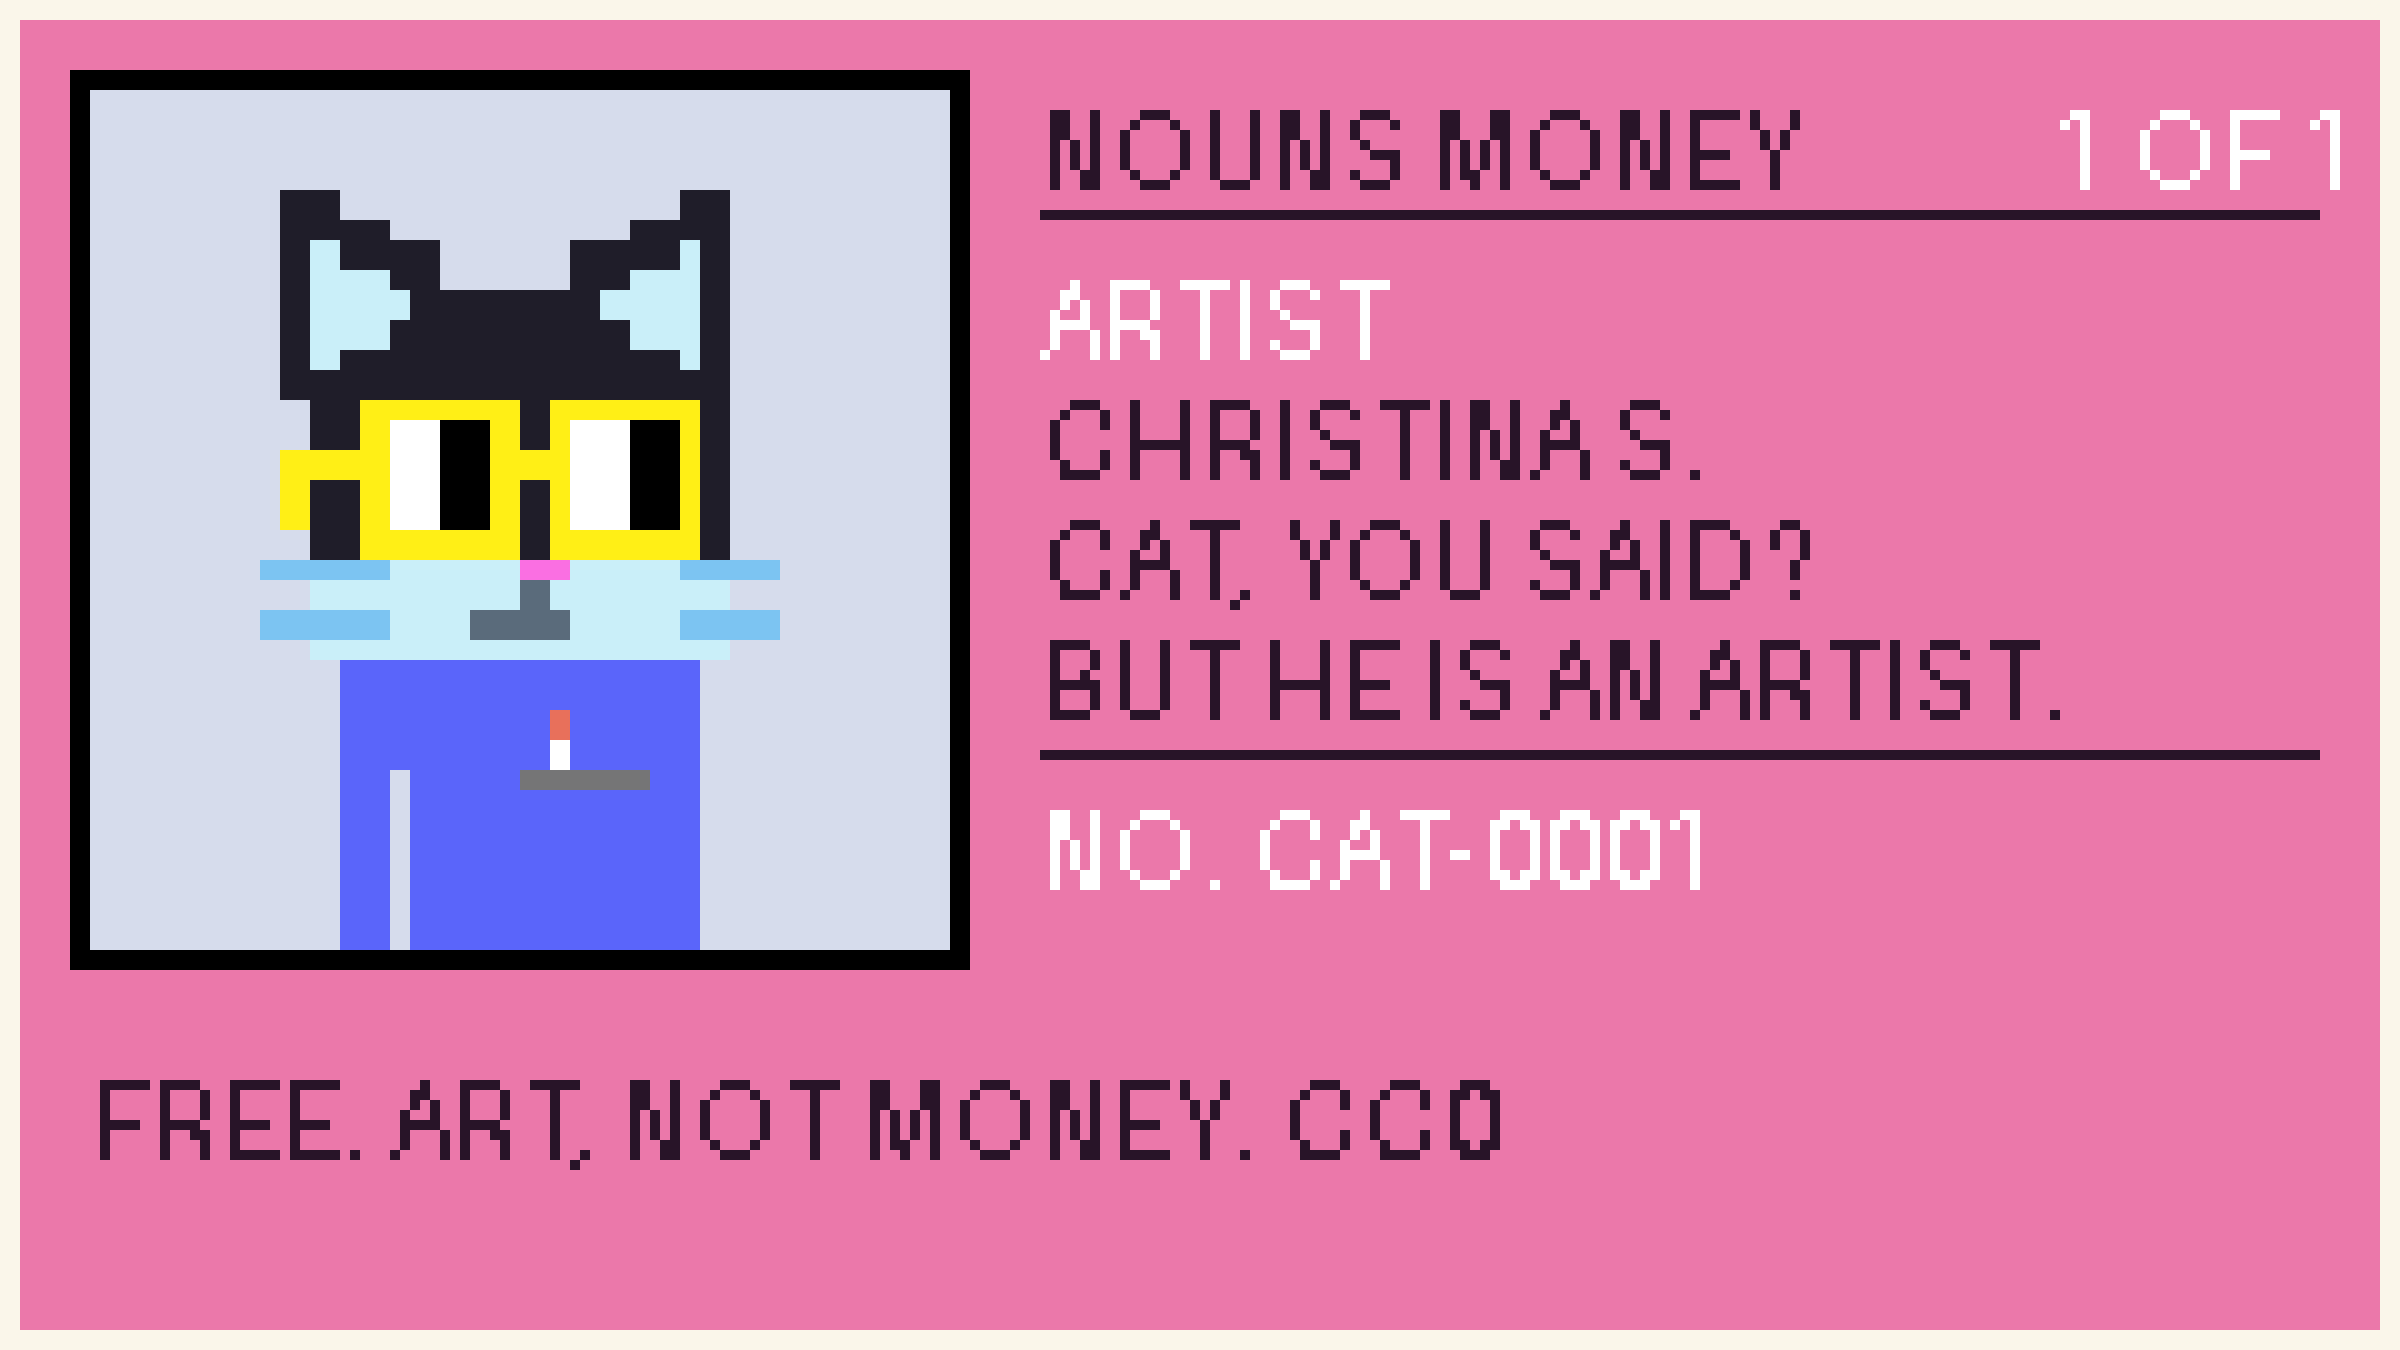 NOUNS MONEY 1 OF 1
ARTIST
CHRISTINA S.
CAT, YOU SAID?
BUT HE IS AN ARTIST.
NO. CAT-0001
FREE. ART, NOT MONEY. CC0